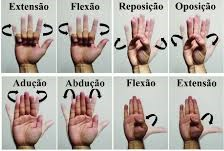 Extensão
Flexão
Reposição
Oposição
Adução
Abdução
Flexão
Extensão